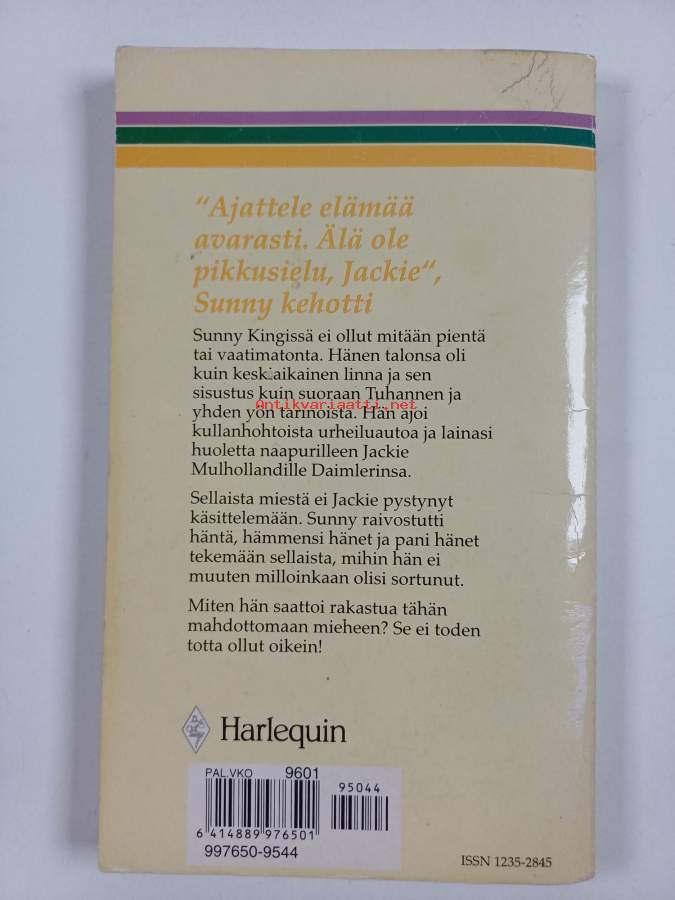 “Ajattele elämää
avarasti. Älä ole
pikkusielu, Jackie“,
Sunny kehotti
Sunny Kingissä ei ollut mitään pientä
tai vaatimatonta. Hänen talonsa oli
kuin keskiaikainen linna ja sen
sisustus kuin suoraan Tuhannen ja
yhden yön tarinoista. Hän ajoi
Antikvariaatti.net
kullanhohtoista urheiluautoa ja lainasi
huoletta naapurilleen Jackie
Mulhollandille Daimlerinsa.
Sellaista miestä ei Jackie pystynyt
käsittelemään. Sunny raivostutti
häntä, hämmensi hänet ja pani hänet
tekemään sellaista, mihin hän ei
muuten milloinkaan olisi sortunut.
Miten hän saattoi rakastua tähän
mahdottomaan mieheen? Se ei toden
totta ollut oikein!
Harlequin
PAL.VKO 9601
95044
6 414889 976501
997650-9544
ISSN 1235-2845